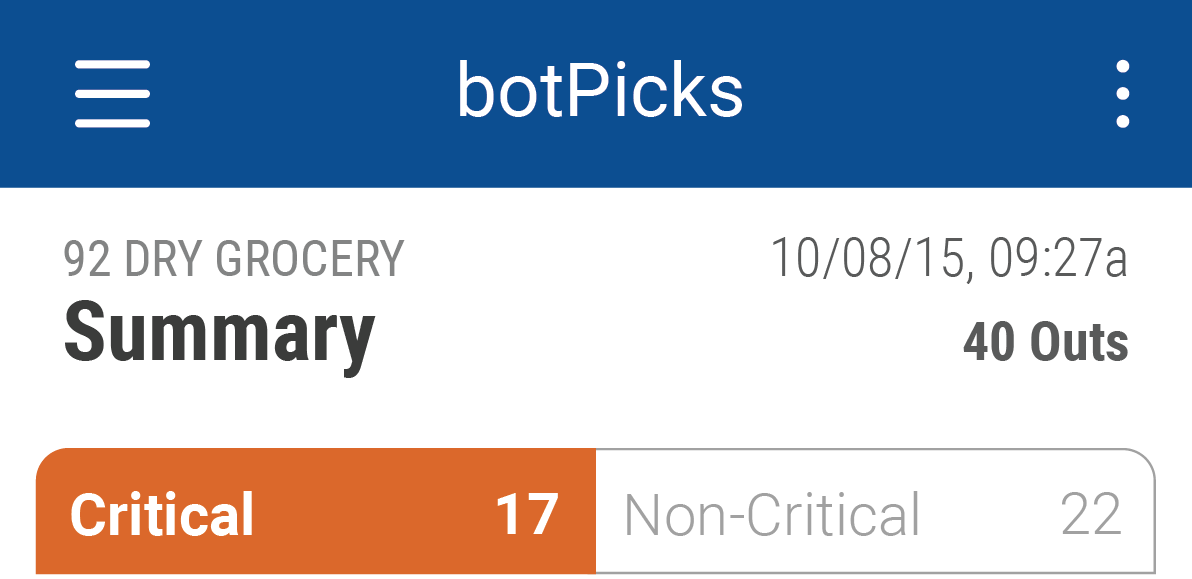 botPicks
92 DRY GROCERY 10/08/15, 09:27a
Summary 40 Outs
Critical 17 Non-Critical 22